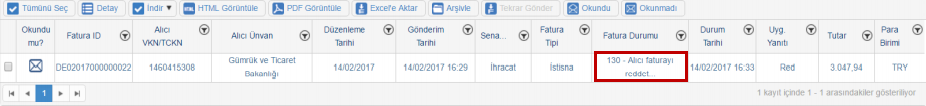 Tümünü Seç Detay İndir HTML Görüntüle PDF Görüntüle Excel'e Aktar Arşivle Tekrar Gönder Okundu Okunmadı
Okundu mu? Fatura ID Alıcı VKN/TCKN Alıcı Ünvan Düzenleme Tarihi Gönderim Tarihi Sena... Fatura Tipi Fatura Durumu Durum Tarihi Uyg. Yanıtı Tutar Para Birimi
DE02017000000022 1460415308 Gümrük ve Ticaret Bakanlığı 14/02/2017 14/02/2017 16:29 İhracat İstisna 130 - Alıcı faturayı reddet... 14/02/2017 16:33 Red 3.047,94 TRY
1 1 kayıt içinde 1 - 1 arasındakiler gösteriliyor